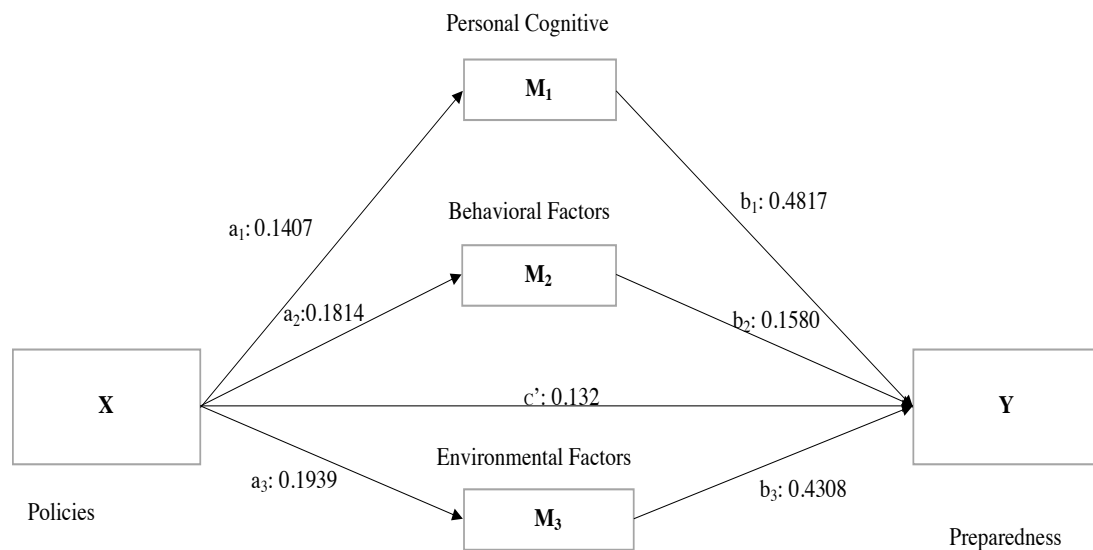 Personal Cognitive
M₁
a₁: 0.1407
b₁: 0.4817
Behavioral Factors
M₂
a₂:0.1814
b₂: 0.1580
X
c’: 0.132
Y
Environmental Factors
a₃: 0.1939
b₃: 0.4308
M₃
Policies
Preparedness